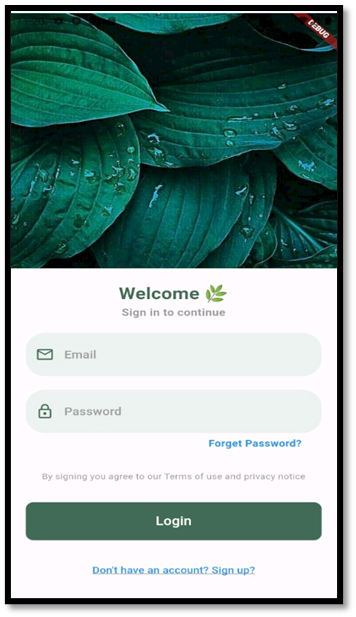 DEBUG
Welcome 🌿
Sign in to continue
Email
Password
Forget Password?
By signing you agree to our Terms of use and privacy notice
Login
Don't have an account? Sign up?